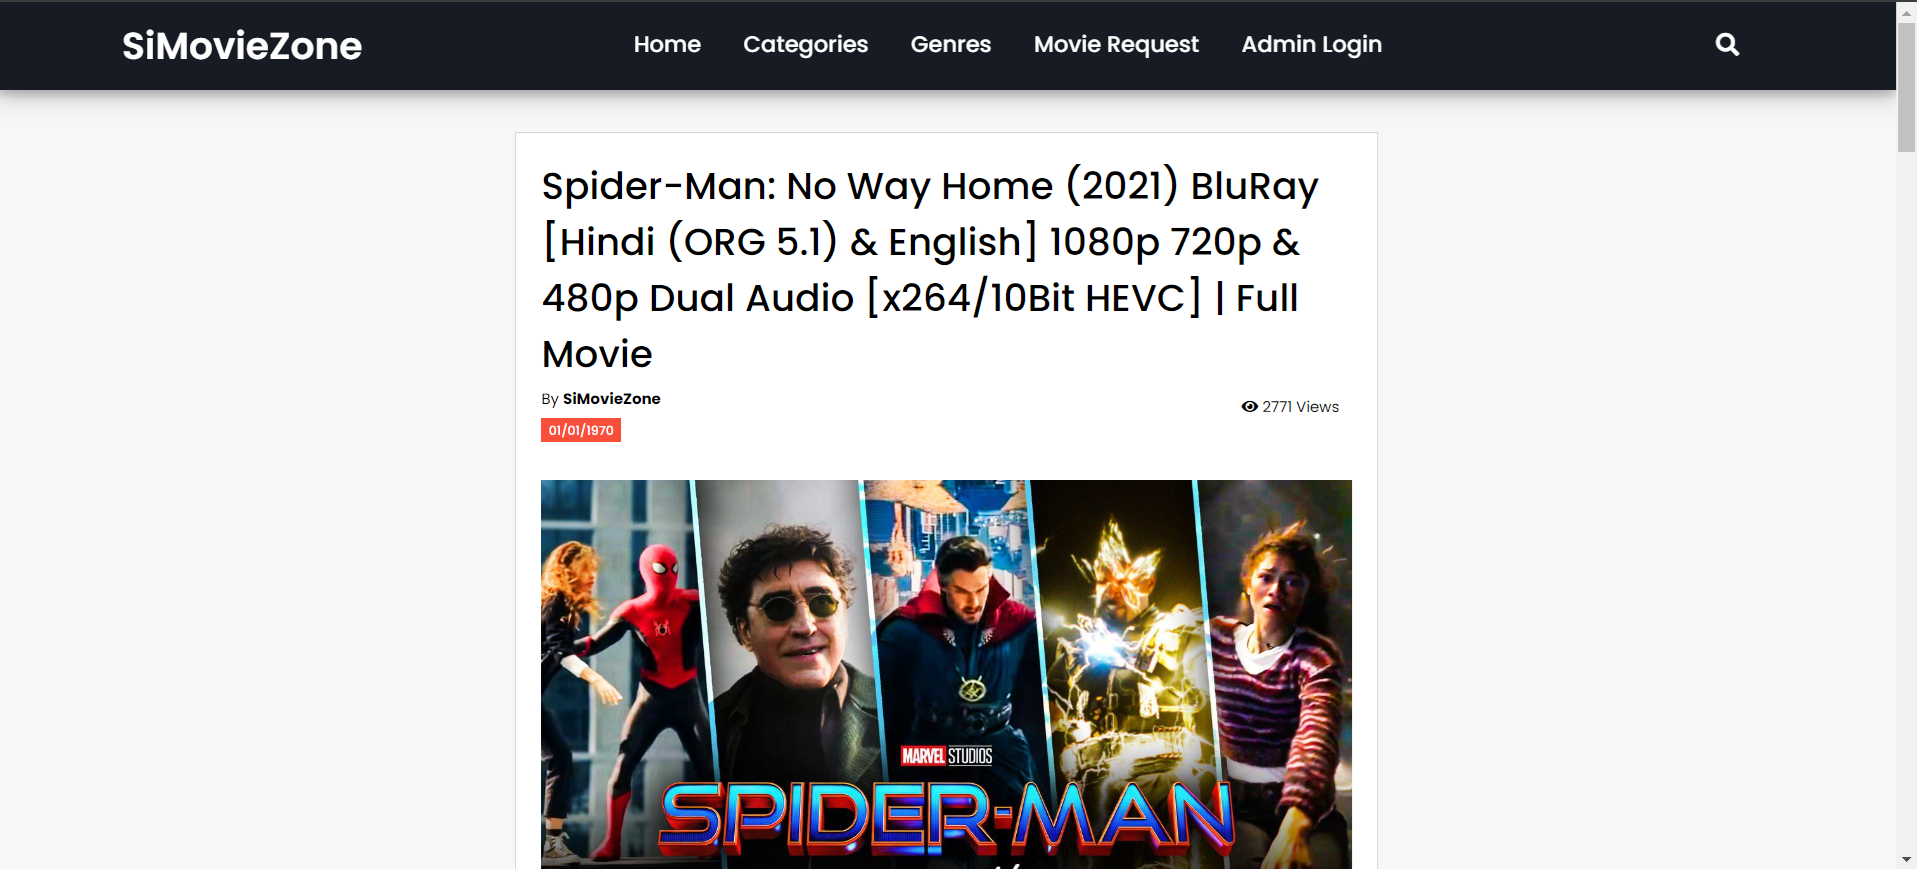 SiMovieZone
Home Categories Genres Movie Request Admin Login
Spider-Man: No Way Home (2021) BluRay
[Hindi (ORG 5.1) & English] 1080p 720p &
480p Dual Audio [x264/10Bit HEVC] | Full
Movie
By SiMovieZone
2771 Views
01/01/1970
MARVEL STUDIOS
SPIDER-MAN